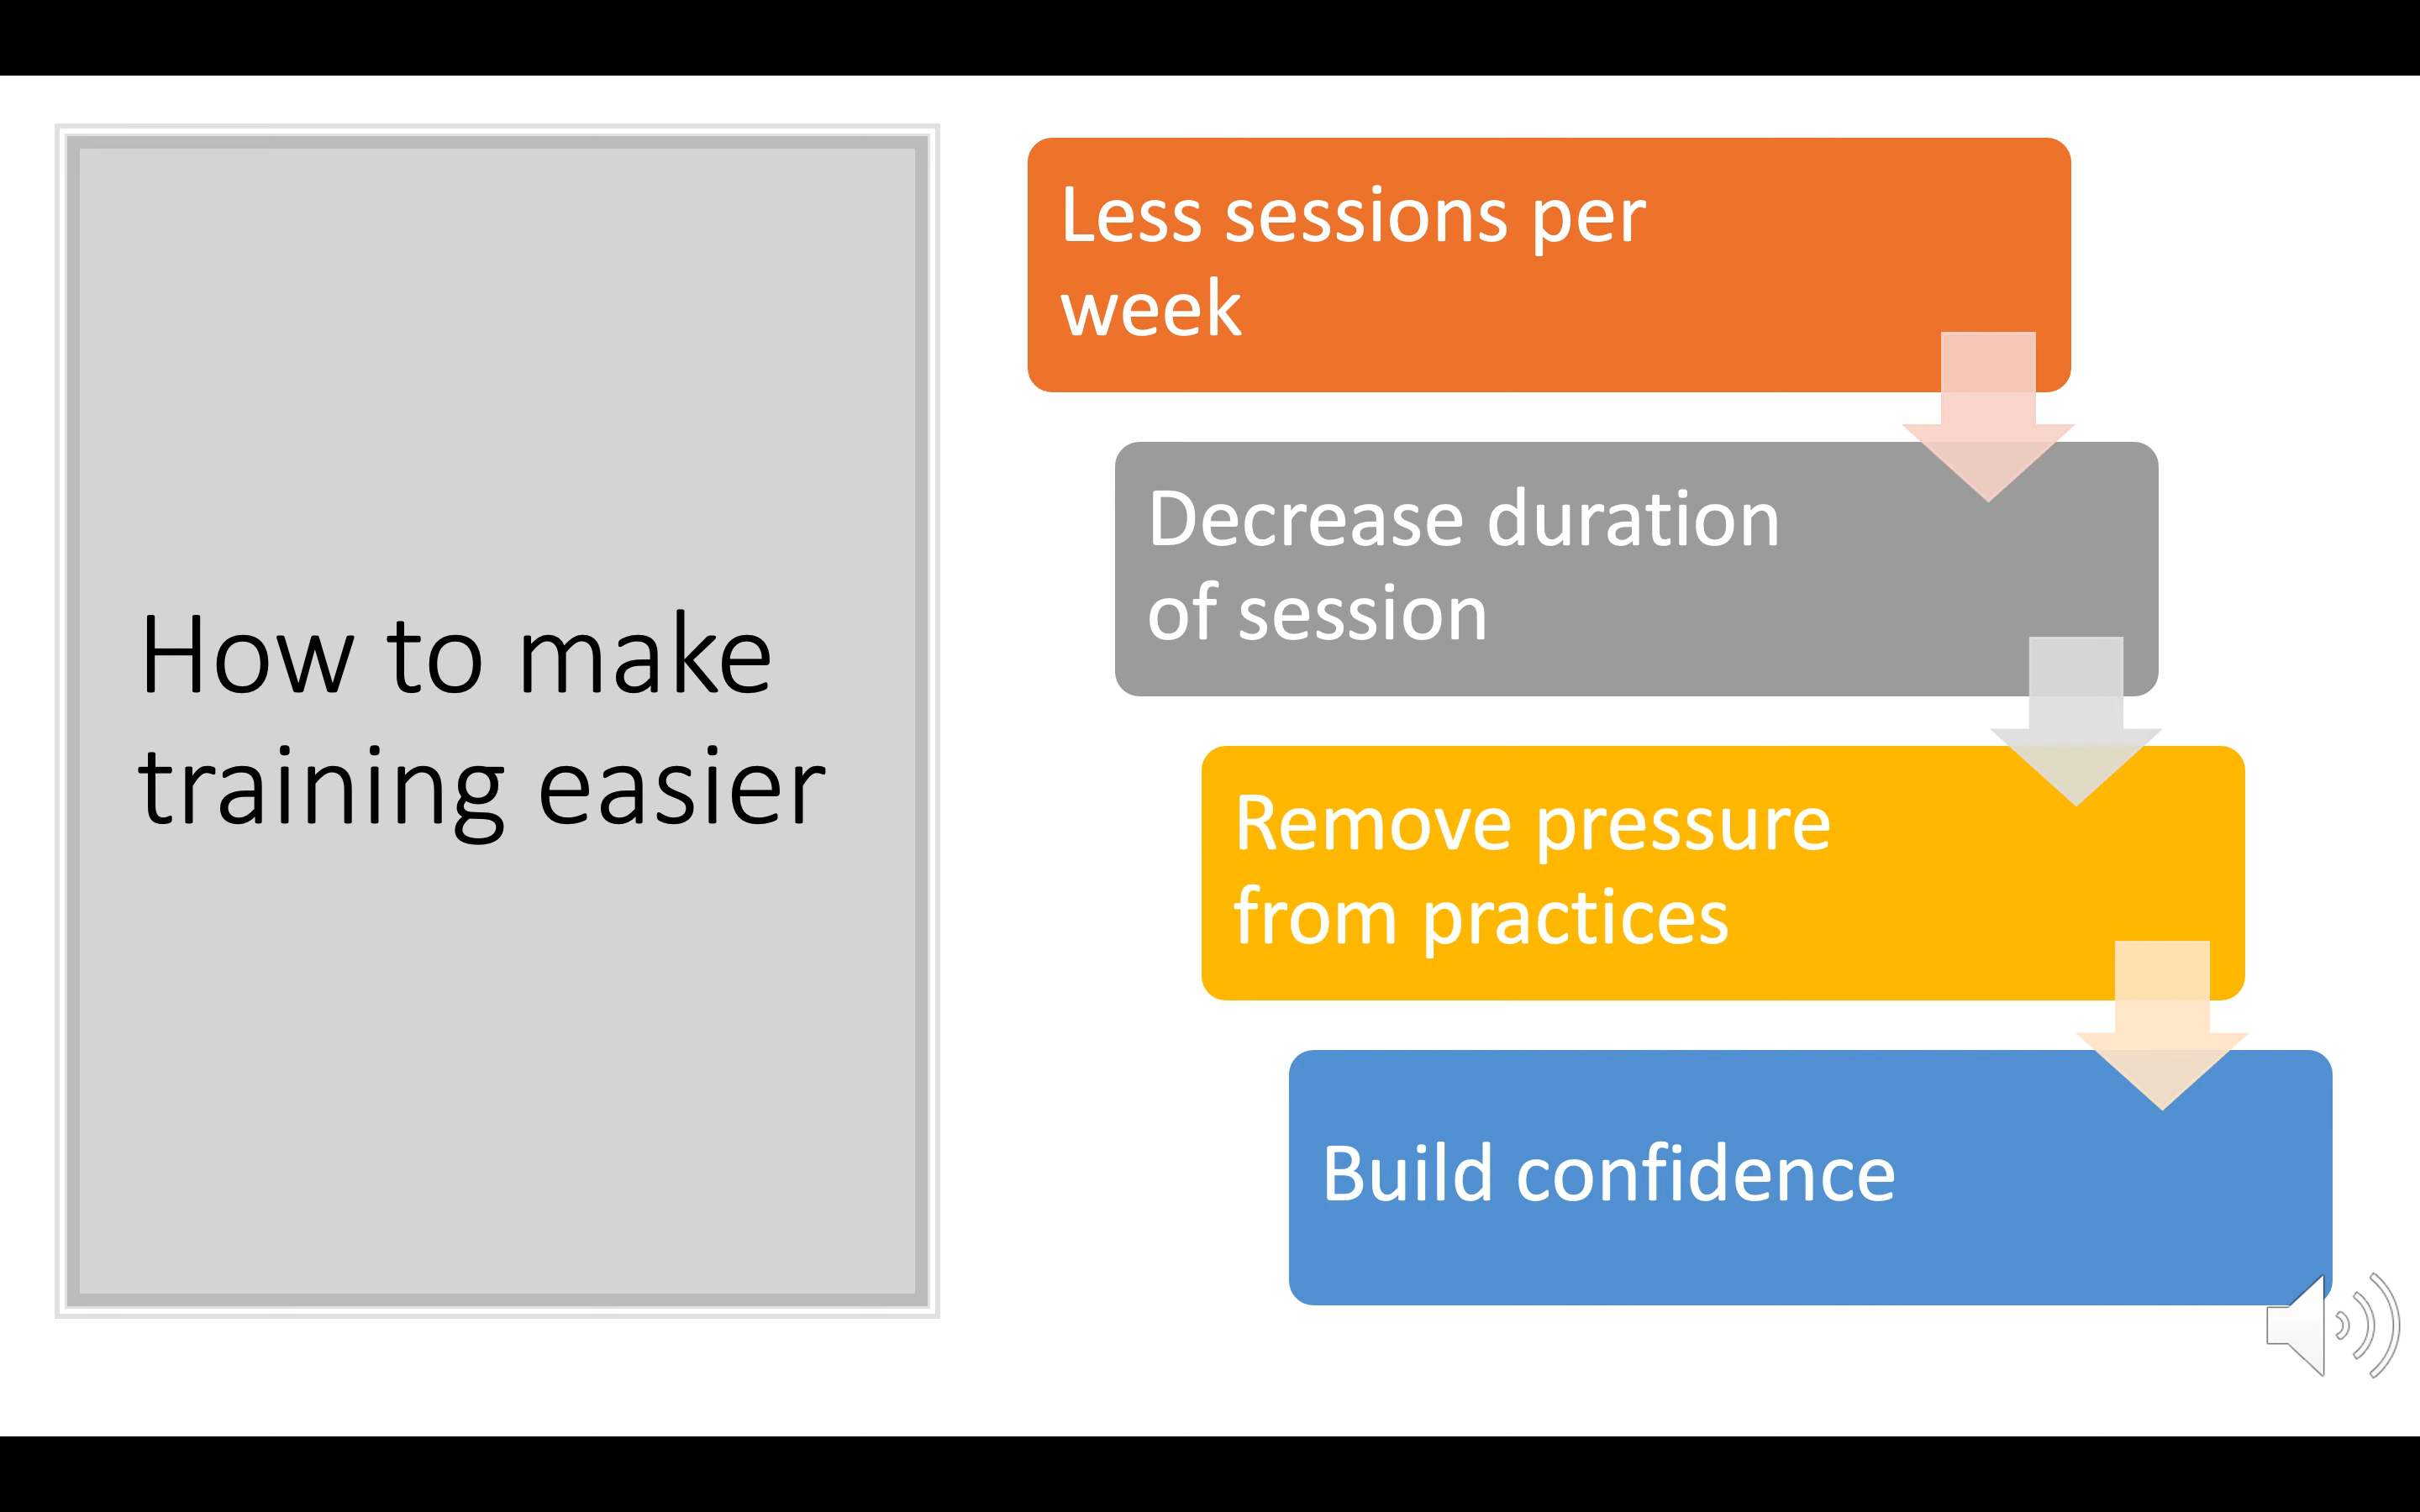 How to make
training easier
Less sessions per
week
Decrease duration
of session
Remove pressure
from practices
Build confidence